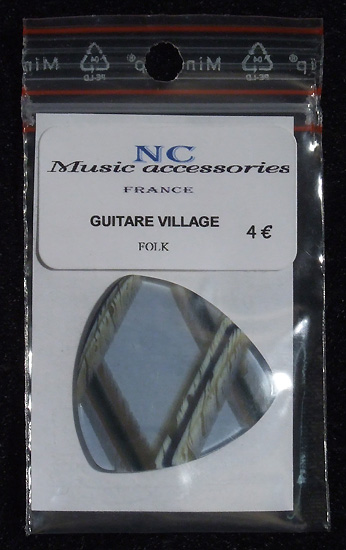 NC
Music accessories
FRANCE
GUITARE VILLAGE
4 €
FOLK